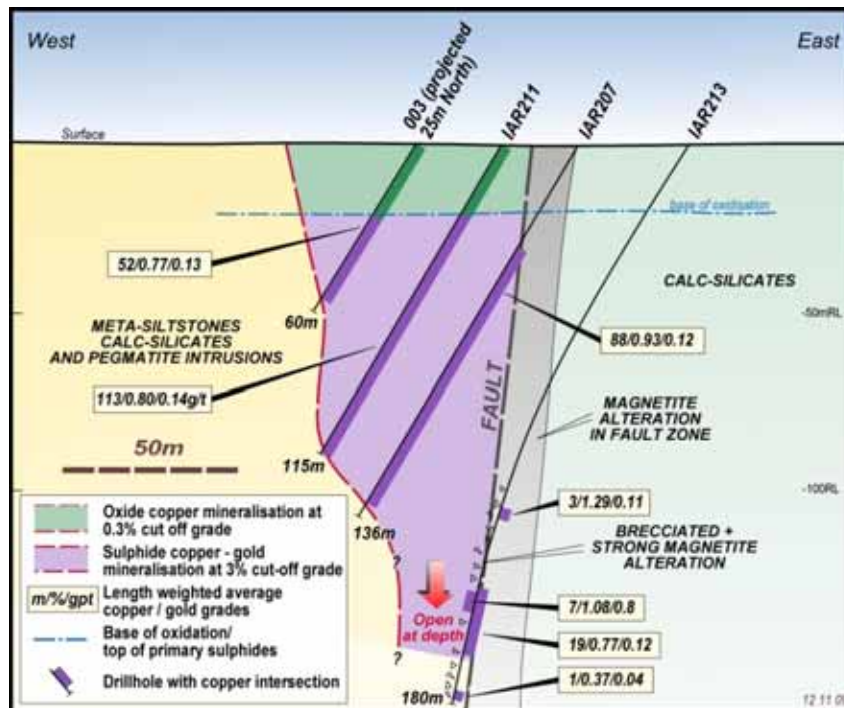 West
East
003 (projected
25m North)
IAR211
IAR207
IAR213
Surface
base of oxidisation
52/0.77/0.13
CALC-SILICATES
60m
-50mRL
META-SILTSTONES
CALC-SILICATES
AND PEGMATITE INTRUSIONS
88/0.93/0.12
113/0.80/0.14g/t
FAULT
MAGNETITE
ALTERATION
IN FAULT ZONE
50m
115m
-100RL
3/1.29/0.11
136m
BRECCIATED +
STRONG MAGNETITE
ALTERATION
?
Open
at depth
7/1.08/0.8
19/0.77/0.12
?
1/0.37/0.04
180m
Oxide copper mineralisation at
0.3% cut off grade
Sulphide copper - gold
mineralisation at 3% cut-off grade
m/%/gpt
Length weighted average
copper / gold grades
Base of oxidation/
top of primary sulphides
Drillhole with copper intersection